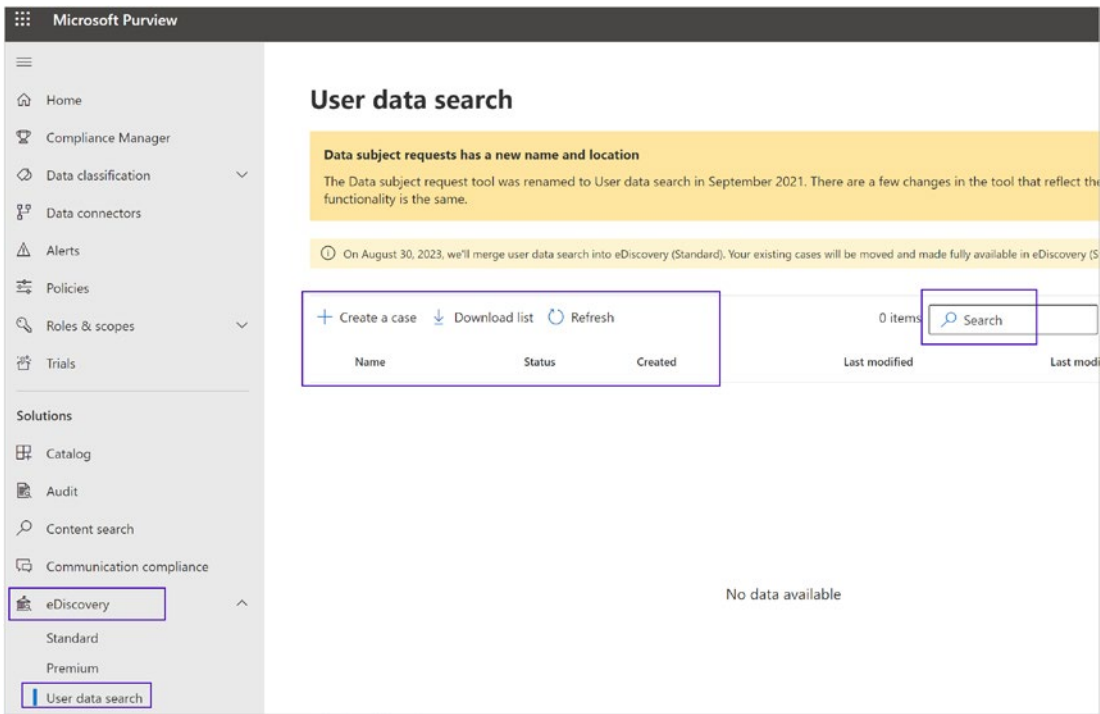 Microsoft Purview
Home
Compliance Manager
Data classification
Data connectors
Alerts
Policies
Roles & scopes
Trials
Solutions
Catalog
Audit
Content search
Communication compliance
eDiscovery
Standard
Premium
User data search
User data search
Data subject requests has a new name and location
The Data subject request tool was renamed to User data search in September 2021. There are a few changes in the tool that reflect the
functionality is the same.
On August 30, 2023, we'll merge user data search into eDiscovery (Standard). Your existing cases will be moved and made fully available in eDiscovery (S
Create a case Download list Refresh 0 items Search
Name Status Created Last modified Last modi
No data available